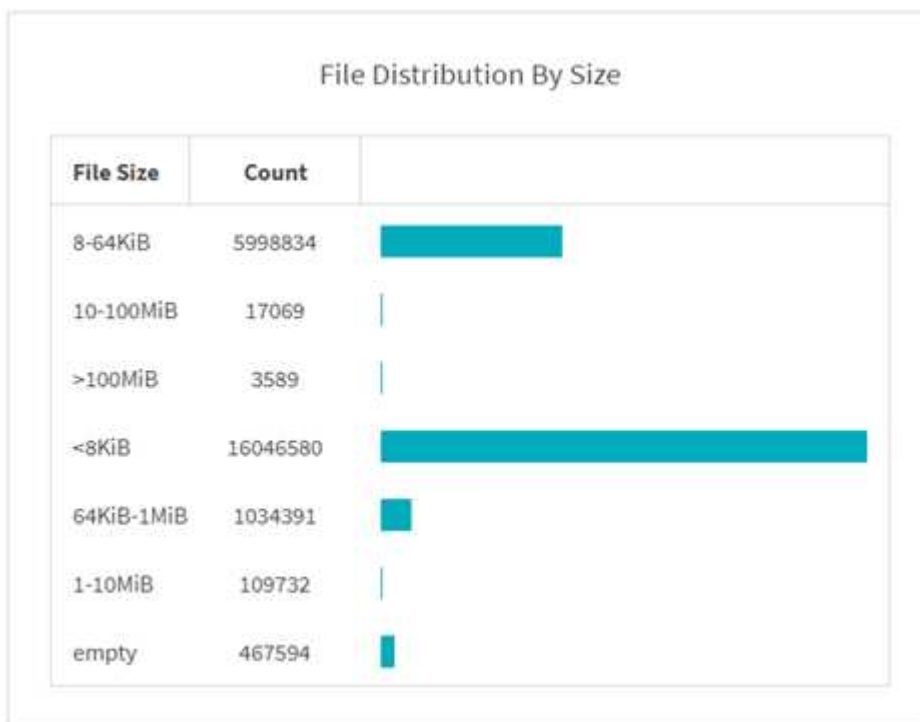 File Distribution By Size
File Size Count
8-64KiB 5998834
10-100MiB 17069
>100MiB 3589
<8KiB 16046580
64KiB-1MiB 1034391
1-10MiB 109732
empty 467594